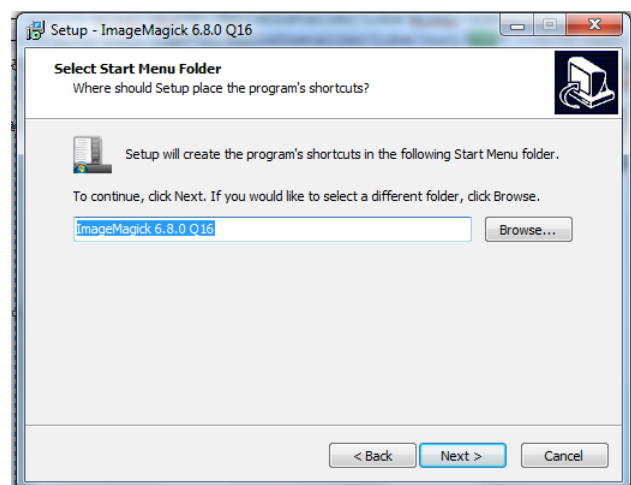 Setup - ImageMagick 6.8.0 Q16
Select Start Menu Folder
Where should Setup place the program's shortcuts?
Setup will create the program's shortcuts in the following Start Menu folder.
To continue, click Next. If you would like to select a different folder, click Browse.
ImageMagick 6.8.0 Q16
Browse...
< Back
Next >
Cancel